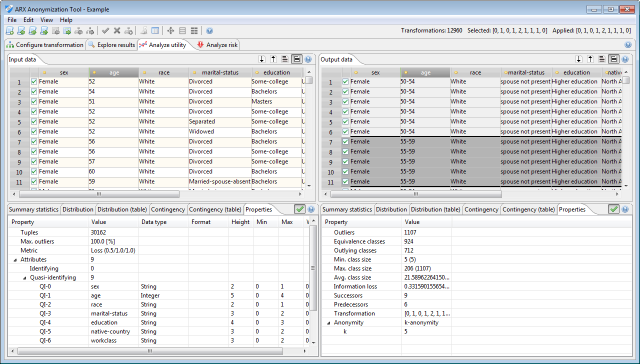 ARX Anonymization Tool - Example
File Edit View Help
Transformations: 12960 Selected: [0, 1, 0, 1, 2, 1, 1, 1, 0] Applied: [0, 1, 0, 1, 2, 1, 1, 1, 0]
Configure transformation Explore results Analyze utility Analyze risk
Input data
sex age race marital-status education
1 Female 52 White Divorced Some-college
2 Female 54 White Divorced Bachelors
3 Female 51 White Divorced Masters
4 Female 52 White Divorced Some-college
5 Female 52 White Separated Some-college
6 Female 52 White Widowed Bachelors
7 Female 56 White Divorced Bachelors
8 Female 56 White Divorced Some-college
9 Female 57 White Divorced Some-college
10 Female 60 White Divorced Bachelors
11 Female 59 White Married-spouse-absent Bachelors
Output data
sex age race marital-status education native
1 Female 50-54 White spouse not present Higher education North A
2 Female 50-54 White spouse not present Higher education North A
3 Female 50-54 White spouse not present Higher education North A
4 Female 50-54 White spouse not present Higher education North A
5 Female 50-54 White spouse not present Higher education North A
6 Female 50-54 White spouse not present Higher education North A
7 Female 55-59 White spouse not present Higher education North A
8 Female 55-59 White spouse not present Higher education North A
9 Female 55-59 White spouse not present Higher education North A
10 Female 55-59 White spouse not present Higher education North A
11 Female 55-59 White spouse not present Higher education North A
Summary statistics Distribution Distribution (table) Contingency Contingency (table) Properties
Property Value Data type Format Height Min Max
Tuples 30162
Max. outliers 100.0 [%]
Metric Loss (0.5/1.0/1.0)
Attributes 9
Identifying 0
Quasi-identifying 9
QI-0 sex String 2 0 1
QI-1 age Integer 5 0 4
QI-2 race String 2 0 1
QI-3 marital-status String 3 0 2
QI-4 education String 4 0 3
QI-5 native-country String 3 0 2
QI-6 workclass String 3 0 2
Summary statistics Distribution Distribution (table) Contingency Contingency (table) Properties
Property Value
Outliers 1107
Equivalence classes 924
Outlying classes 712
Min. class size 5 (5)
Max. class size 206 (1107)
Avg. class size 21.58962264150...
Information loss 0.331590155654...
Successors 9
Predecessors 6
Transformation [0, 1, 0, 1, 2, 1, 1...
Anonymity k-anonymity
k 5